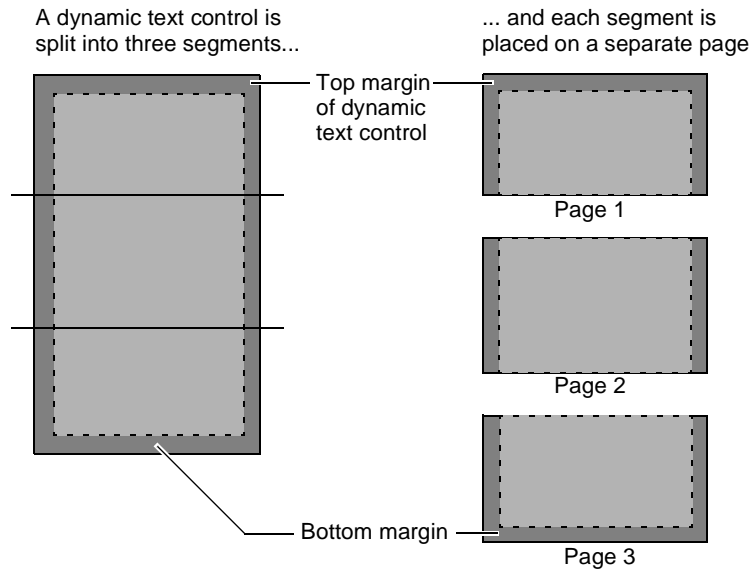 A dynamic text control is
split into three segments...
... and each segment is
placed on a separate page
Top margin
of dynamic
text control
Page 1
Page 2
Bottom margin
Page 3